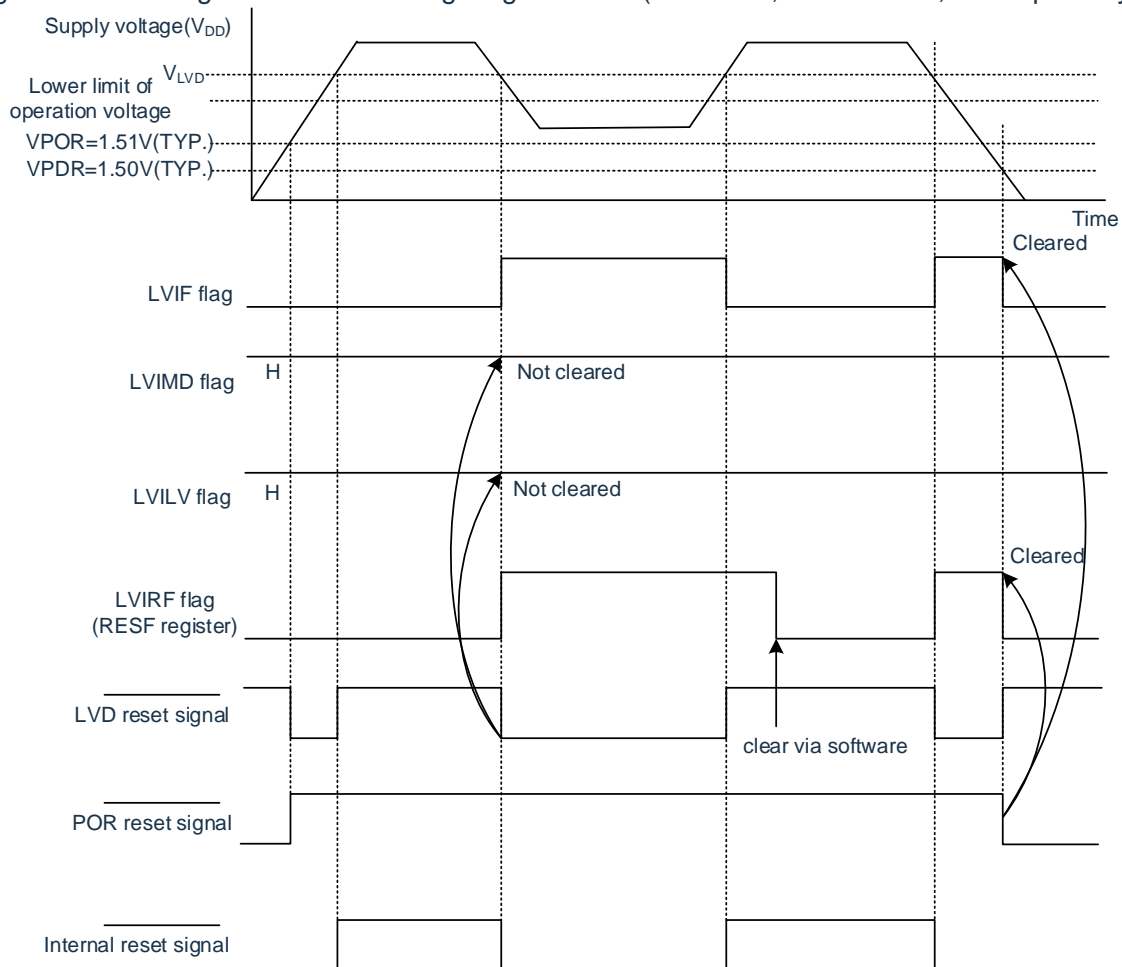 Supply voltage(VDD)
VLVD
Lower limit of
operation voltage
VPOR=1.51V(TYP.)
VPDR=1.50V(TYP.)
Time
Cleared
LVIF flag
H
Not cleared
LVIMD flag
H
Not cleared
LVILV flag
Cleared
LVIRF flag
(RESF register)
LVD reset signal
clear via software
POR reset signal
Internal reset signal